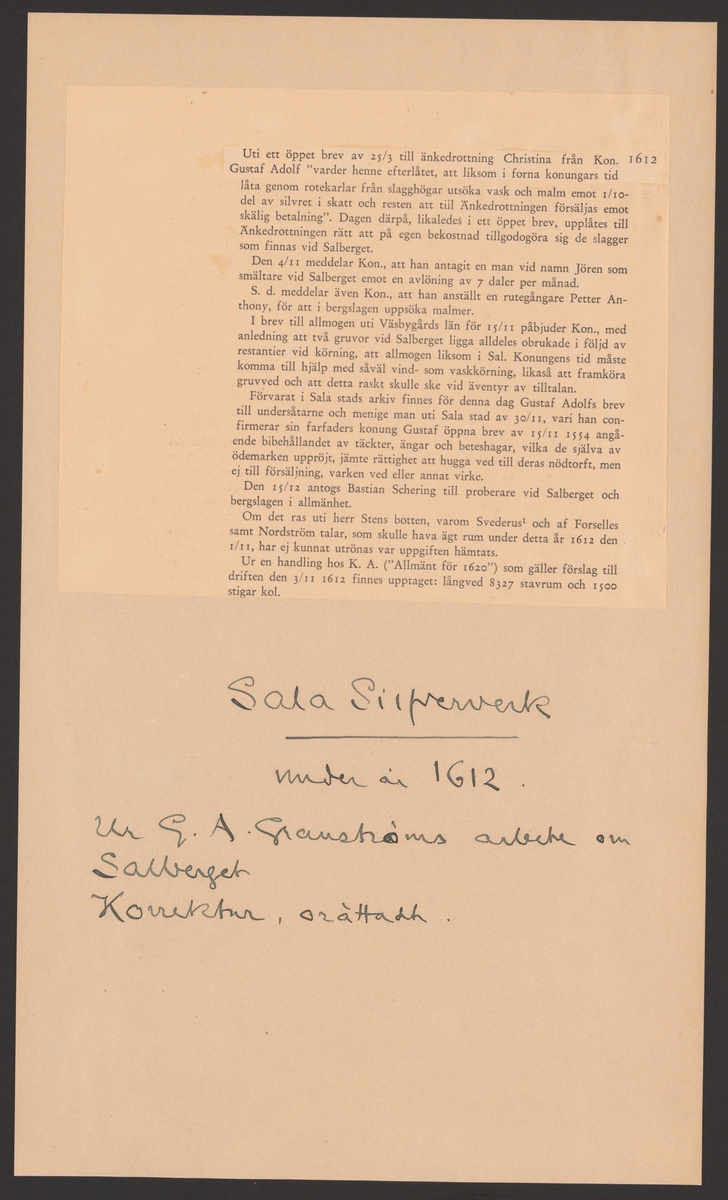 Uti ett öppet brev av 25/3 till änkedrottning Christina från Kon. 1612
Gustaf Adolf ”varder henne efterlåtet, att liksom i forna konungars tid
låta genom rotekarlar från slagghögar utsöka vask och malm emot 1/10-
del av silvret i skatt och resten att till Änkedrottningen försäljas emot
skälig betalning”. Dagen därpå, likaledes i ett öppet brev, upplåtes till
Änkedrottningen rätt att på egen bekostnad tillgodogöra sig de slagger
som finnas vid Salberget.
Den 4/11 meddelar Kon., att han antagit en man vid namn Jören som
smältare vid Salberget emot en avlöning av 7 daler per månad.
S. d. meddelar även Kon., att han anställt en rutegångare Petter An-
thony, för att i bergslagen uppsöka malmer.
I brev till allmogen uti Väsbygårds län för 15/11 påbjuder Kon., med
anledning att två gruvor vid Salberget ligga alldeles obrukade i följd av
restantier vid körning, att allmogen liksom i Sal. Konungens tid måste
komma till hjälp med såväl vind- som vaskkörning, likaså att framköra
gruvved och att detta raskt skulle ske vid äventyr av tilltalan.
Förvarat i Sala stads arkiv finnes för denna dag Gustaf Adolfs brev
till undersåtarne och menige man uti Sala stad av 30/11, vari han con-
firmerar sin farfaders konung Gustaf öppna brev av 15/11 1554 angå-
ende bibehållandet av täckter, ängar och beteshagar, vilka de själva av
ödemarken uppröjt, jämte rättighet att hugga ved till deras nödtorft, men
ej till försäljning, varken ved eller annat virke.
Den 15/12 antogs Bastian Schering till proberare vid Salberget och
bergslagen i allmänhet.
Om det ras uti herr Stens botten, varom Svederus¹ och af Forselles
samt Nordström talar, som skulle hava ägt rum under detta år 1612 den
1/11, har ej kunnat utrönas var uppgiften hämtats.
Ur en handling hos K. A. (”Allmänt för 1620”) som gäller förslag till
driften den 3/11 1612 finnes upptaget: långved 8327 stavrum och 1500
stigar kol.
Sala Silfververk
under år 1612.
Ur G. A. Granströms arbete om
Salberget
Korrektur, orättadt.